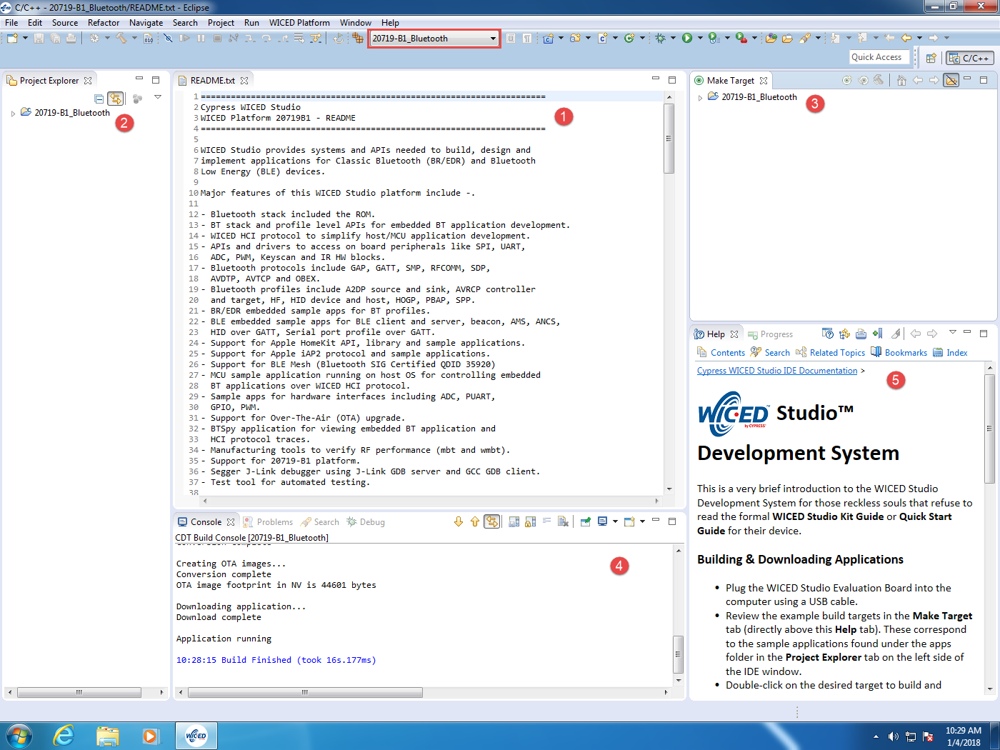 C/C++ - 20719-B1_Bluetooth/README.txt - Eclipse
File Edit Source Refactor Navigate Search Project Run WICED Platform Window Help
20719-B1_Bluetooth
Quick Access
C/C++
Project Explorer
20719-B1_Bluetooth
2
README.txt
1 =====================================================================
2 Cypress WICED Studio
3 WICED Platform 20719B1 - README
4 =====================================================================
5
6 WICED Studio provides systems and APIs needed to build, design and
7 implement applications for Classic Bluetooth (BR/EDR) and Bluetooth
8 Low Energy (BLE) devices.
9
10 Major features of this WICED Studio platform include -.
11
12 - Bluetooth stack included the ROM.
13 - BT stack and profile level APIs for embedded BT application development.
14 - WICED HCI protocol to simplify host/MCU application development.
15 - APIs and drivers to access on board peripherals like SPI, UART,
16 ADC, PWM, Keyscan and IR HW blocks.
17 - Bluetooth protocols include GAP, GATT, SMP, RFCOMM, SDP,
18 AVDTP, AVTCP and OBEX.
19 - Bluetooth profiles include A2DP source and sink, AVRCP controller
20 and target, HF, HID device and host, HOGP, PBAP, SPP.
21 - BR/EDR embedded sample apps for BT profiles.
22 - BLE embedded sample apps for BLE client and server, beacon, AMS, ANCS,
23 HID over GATT, Serial port profile over GATT.
24 - Support for Apple HomeKit API, library and sample applications.
25 - Support for Apple iAP2 protocol and sample applications.
26 - Support for BLE Mesh (Bluetooth SIG Certified QDID 35920)
27 - MCU sample application running on host OS for controlling embedded
28 BT applications over WICED HCI protocol.
29 - Sample apps for hardware interfaces including ADC, PUART,
30 GPIO, PWM.
31 - Support for Over-The-Air (OTA) upgrade.
32 - BTSpy application for viewing embedded BT application and
33 HCI protocol traces.
34 - Manufacturing tools to verify RF performance (mbt and wmbt).
35 - Support for 20719-B1 platform.
36 - Segger J-Link debugger using J-Link GDB server and GCC GDB client.
37 - Test tool for automated testing.
38
1
Make Target
20719-B1_Bluetooth
3
Console Problems Search Debug
CDT Build Console [20719-B1_Bluetooth]
Conversion complete
Creating OTA images...
Conversion complete
OTA image footprint in NV is 44601 bytes
Downloading application...
Download complete
Application running
10:28:15 Build Finished (took 16s.177ms)
4
Help Progress
Contents Search Related Topics Bookmarks Index
Cypress WICED Studio IDE Documentation >
5
WICED™ by CYPRESS Studio™
Development System
This is a very brief introduction to the WICED Studio
Development System for those reckless souls that refuse to
read the formal WICED Studio Kit Guide or Quick Start
Guide for their device.
Building & Downloading Applications
• Plug the WICED Studio Evaluation Board into the
computer using a USB cable.
• Review the example build targets in the Make Target
tab (directly above this Help tab). These correspond
to the sample applications found under the apps
folder in the Project Explorer tab on the left side of
the IDE window.
• Double-click on the desired target to build and
WICED
10:29 AM
1/4/2018